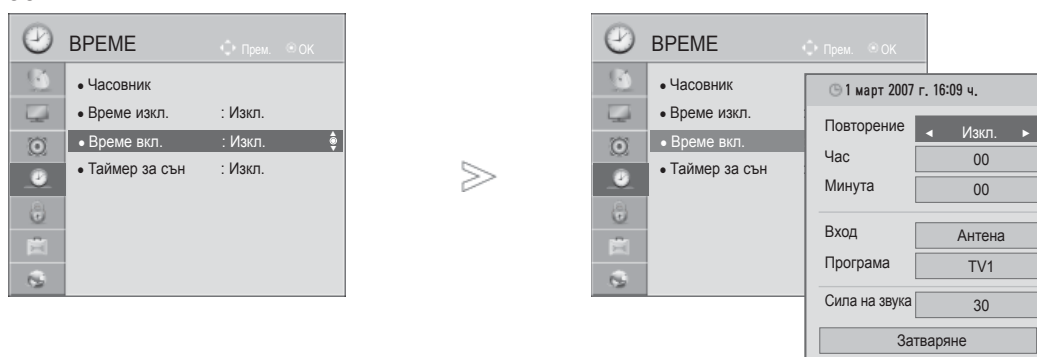 ВРЕМЕ
Прем. OK
• Часовник
• Време изкл. : Изкл.
• Време вкл. : Изкл.
• Таймер за сън : Изкл.
ВРЕМЕ
Прем. OK
• Часовник
• Време изкл.
• Време вкл.
• Таймер за сън :
1 март 2007 г. 16:09 ч.
Повторение ◄ Изкл. ►
Час 00
Минута 00
Вход Антена
Програма TV1
Сила на звука 30
Затваряне